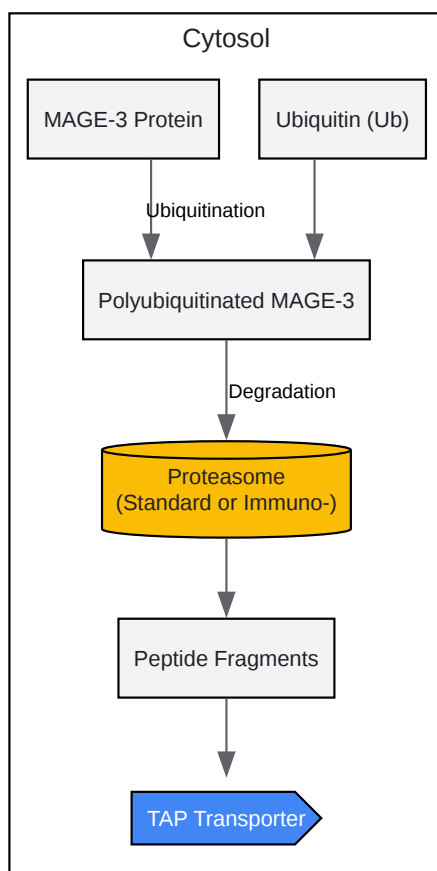 Cytosol
MAGE-3 Protein
Ubiquitin (Ub)
Ubiquitination
Polyubiquitinated MAGE-3
Degradation
Proteasome
(Standard or Immuno-)
Peptide Fragments
TAP Transporter